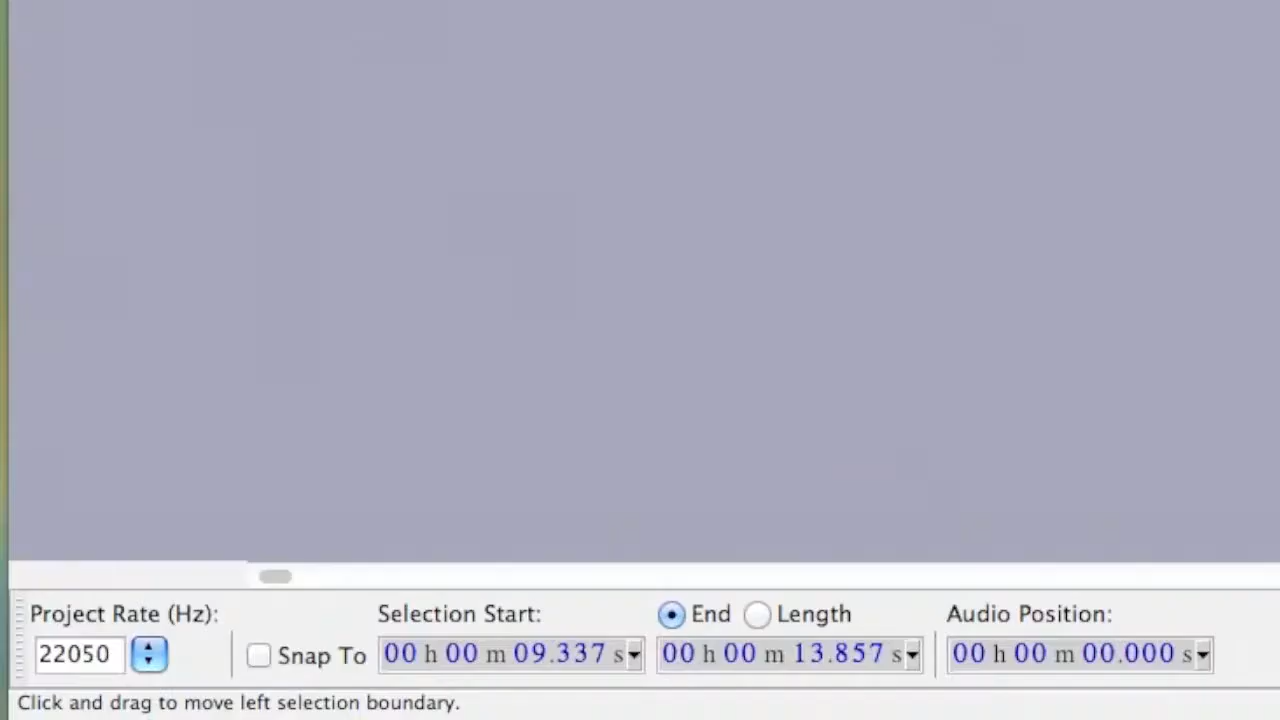 Project Rate (Hz): Selection Start: End Length Audio Position:
22050 Snap To 00 h 00 m 09.337 s 00 h 00 m 13.857 s 00 h 00 m 00.000 s
Click and drag to move left selection boundary.